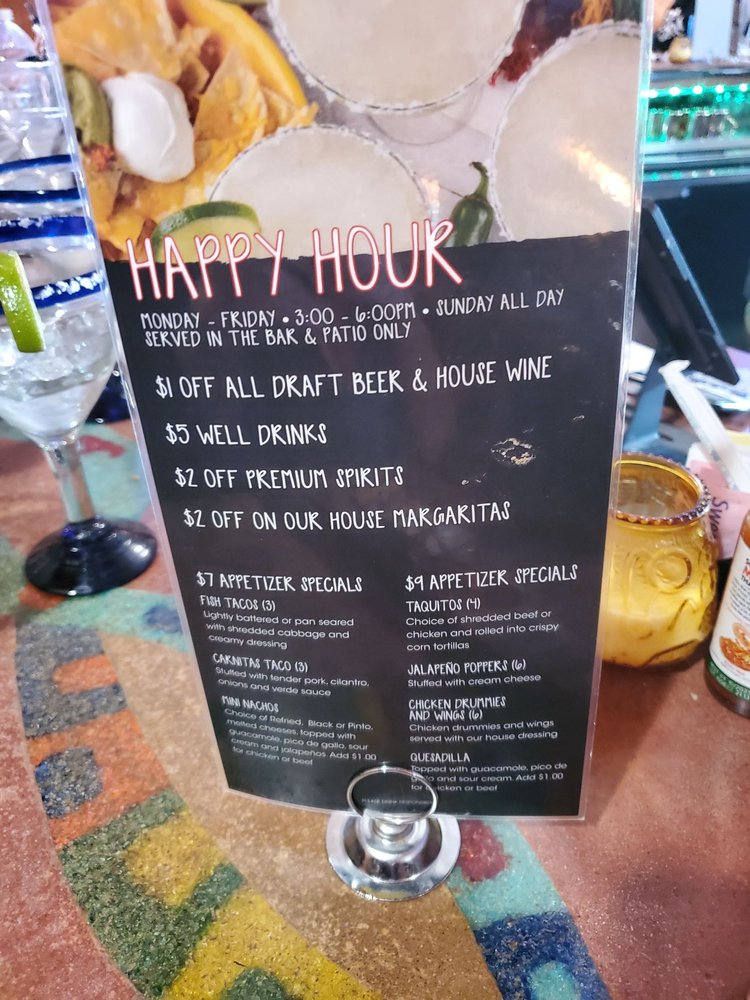 HAPPY HOUR
MONDAY - FRIDAY • 3:00 - 6:00PM • SUNDAY ALL DAY
SERVED IN THE BAR & PATIO ONLY
$1 OFF ALL DRAFT BEER & HOUSE WINE
$5 WELL DRINKS
$2 OFF PREMIUM SPIRITS
$2 OFF ON OUR HOUSE MARGARITAS
$7 APPETIZER SPECIALS
FISH TACOS (3)
Lightly battered or pan seared
with shredded cabbage and
creamy dressing
CARNITAS TACO (3)
Stuffed with tender pork, cilantro,
onions and verde sauce
MINI NACHOS
Choice of Refried, Black or Pinto,
melted cheeses, topped with
guacamole, pico de gallo, sour
cream and jalapeños. Add $1.00
for chicken or beef
$9 APPETIZER SPECIALS
TAQUITOS (4)
Choice of shredded beef or
chicken and rolled into crispy
corn tortillas
JALAPEÑO POPPERS (6)
Stuffed with cream cheese
CHICKEN DRUMMIES
AND WINGS (6)
Chicken drummies and wings
served with our house dressing
QUESADILLA
Topped with guacamole, pico de
gallo and sour cream. Add $1.00
for chicken or beef
PLEASE DRINK RESPONSIBLY